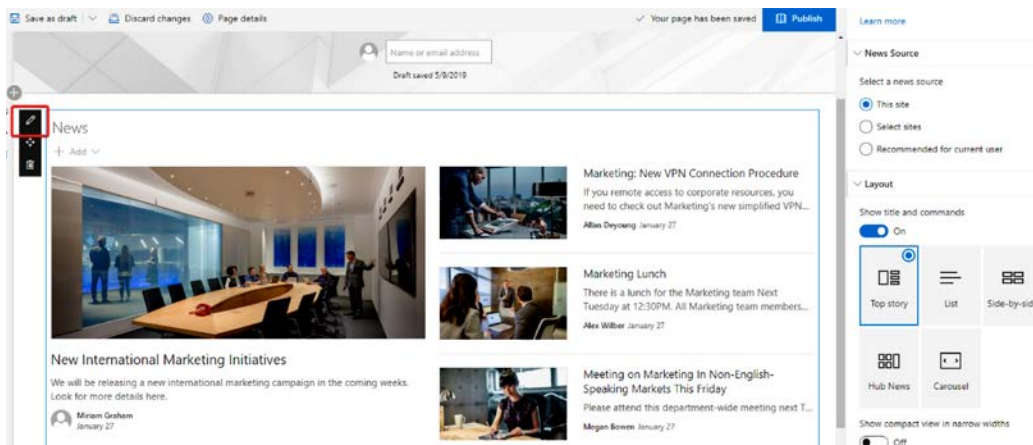 Save as draft
Discard changes
Page details
Your page has been saved
Publish
Name or email address
Draft saved 5/9/2019
News
Add
New International Marketing Initiatives
We will be releasing a new international marketing campaign in the coming weeks.
Look for more details here.
Miriam Graham
January 27
Marketing: New VPN Connection Procedure
If you remote access to corporate resources, you
need to check out Marketing's new simplified VPN...
Allan Deyoung January 27
Marketing Lunch
There is a lunch for the Marketing team Next
Tuesday at 12:30PM. All Marketing team members...
Alex Wilber January 27
Meeting on Marketing In Non-English-
Speaking Markets This Friday
Please attend this department-wide meeting next T...
Megan Bowen January 27
Learn more
News Source
Select a news source
This site
Select sites
Recommended for current user
Layout
Show title and commands
On
Top story
List
Side-by-sid
Hub News
Carousel
Show compact view in narrow widths
Off